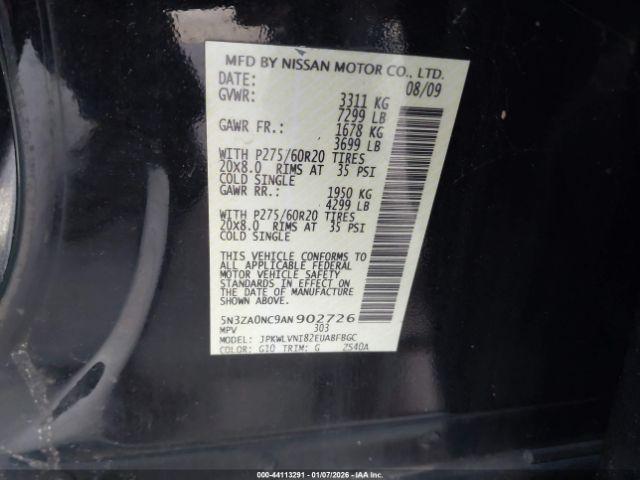 MFD BY NISSAN MOTOR CO., LTD.
DATE: 08/09
GVWR: 3311 KG
7299 LB
GAWR FR.: 1678 KG
3699 LB
WITH P275/60R20 TIRES
20X8.0 RIMS AT 35 PSI
COLD SINGLE
GAWR RR.: 1950 KG
4299 LB
WITH P275/60R20 TIRES
20X8.0 RIMS AT 35 PSI
COLD SINGLE
THIS VEHICLE CONFORMS TO
ALL APPLICABLE FEDERAL
MOTOR VEHICLE SAFETY
STANDARDS IN EFFECT
ON THE DATE OF MANUFACTURE
SHOWN ABOVE.
5N3ZA0NC9AN902726
MPV 303
MODEL: JPKWLVNI82EUABFBGC
COLOR: G10 TRIM: G 2S40A
000-44113291 - 01/07/2026 - IAA Inc.